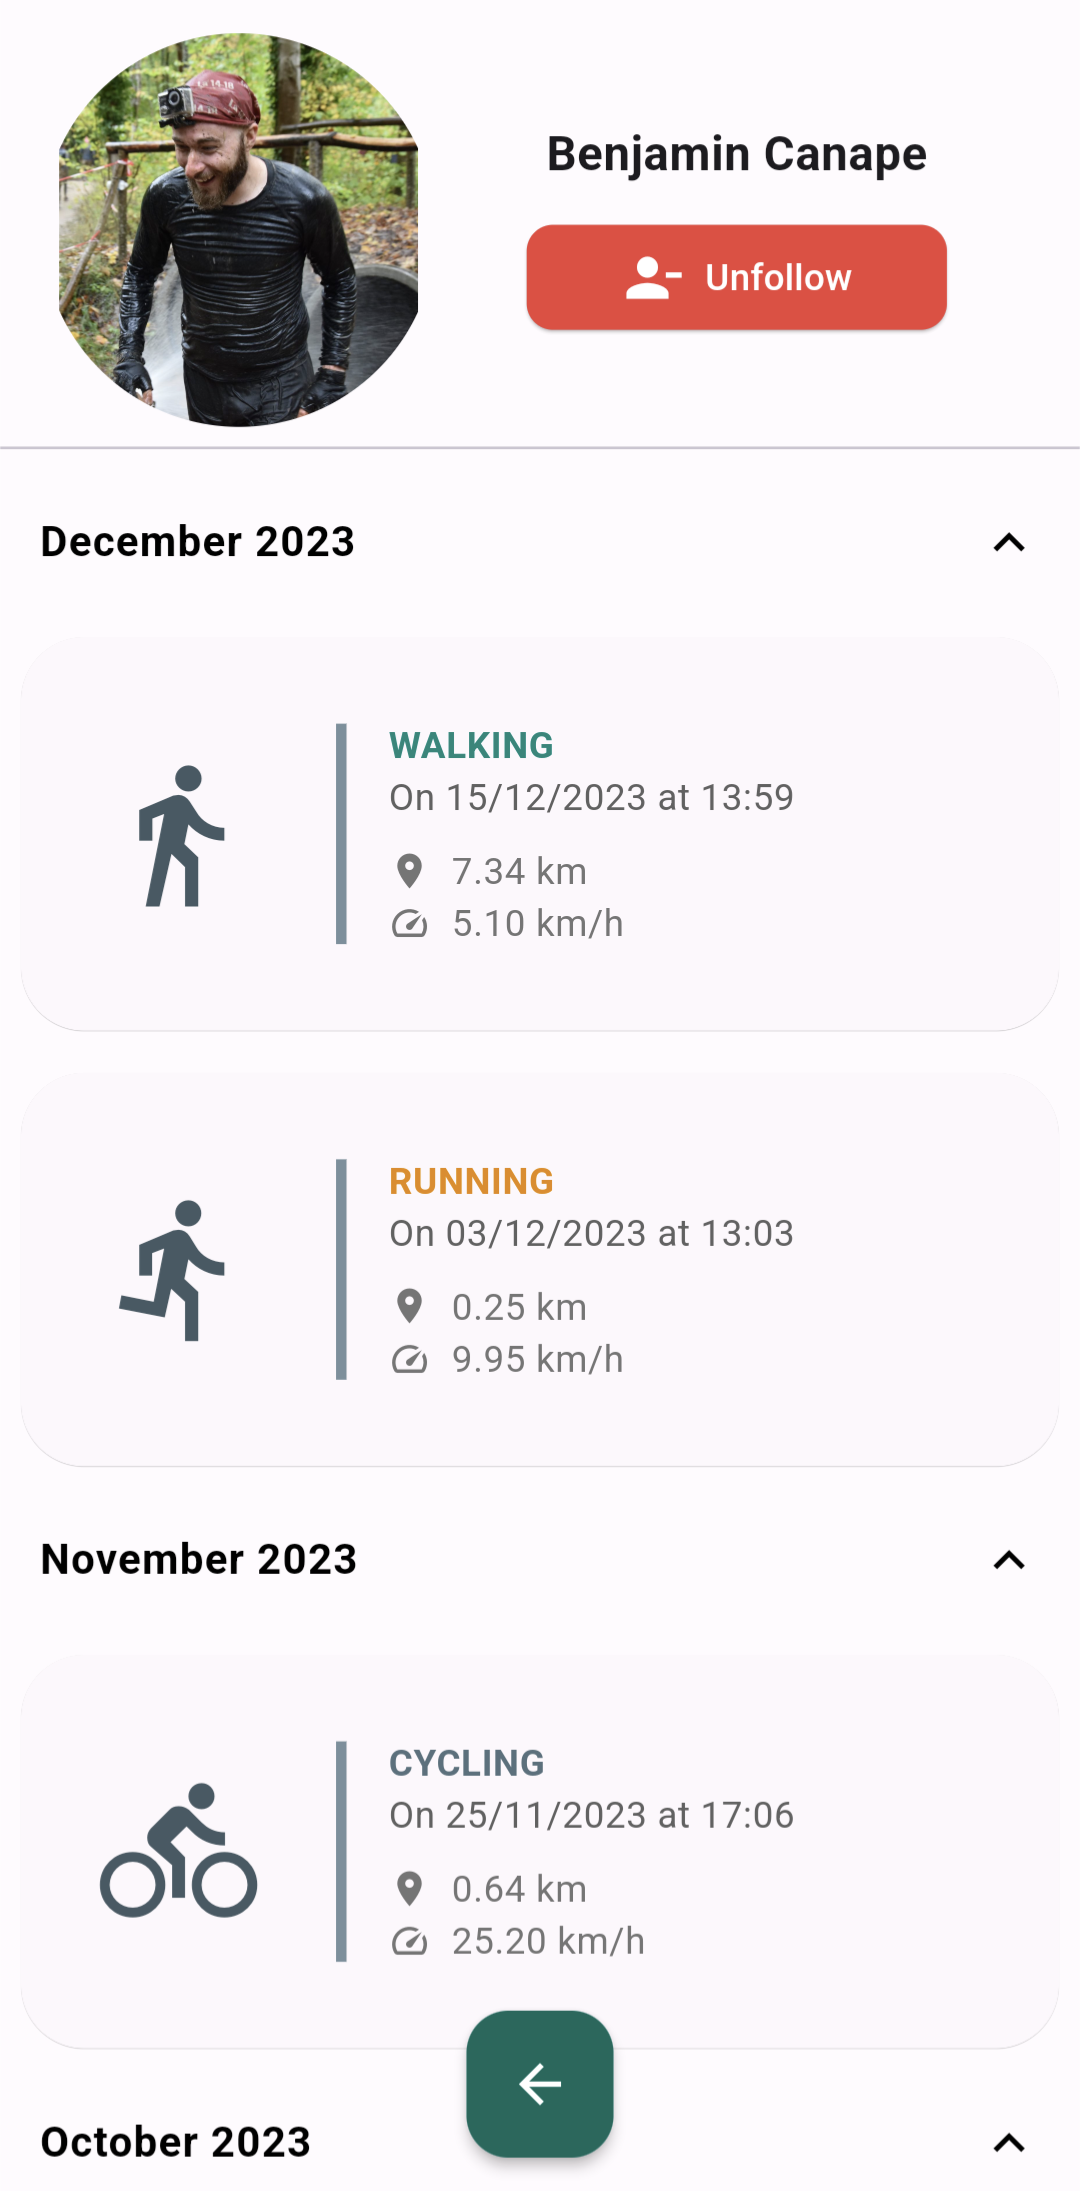 Benjamin Canape
Unfollow
December 2023
WALKING
On 15/12/2023 at 13:59
7.34 km
5.10 km/h
RUNNING
On 03/12/2023 at 13:03
0.25 km
9.95 km/h
November 2023
CYCLING
On 25/11/2023 at 17:06
0.64 km
25.20 km/h
October 2023